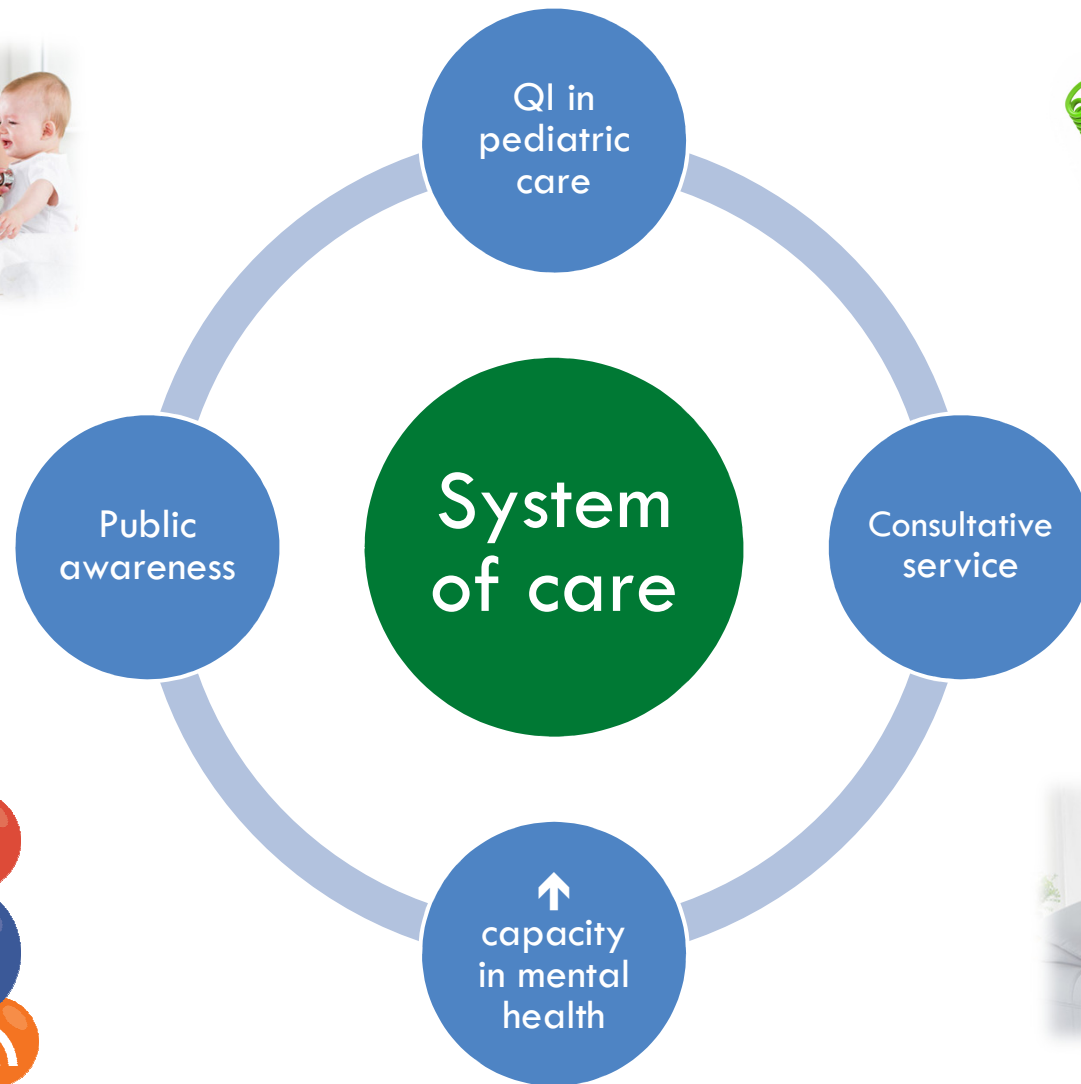 QI in
pediatric
care
Public
awareness
System
of care
Consultative
service
↑
capacity
in mental
health